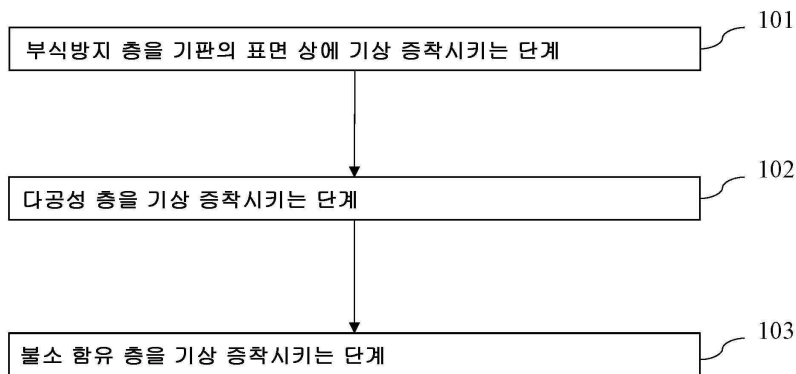 101
부식방지 층을 기판의 표면 상에 기상 증착시키는 단계
102
다공성 층을 기상 증착시키는 단계
103
불소 함유 층을 기상 증착시키는 단계